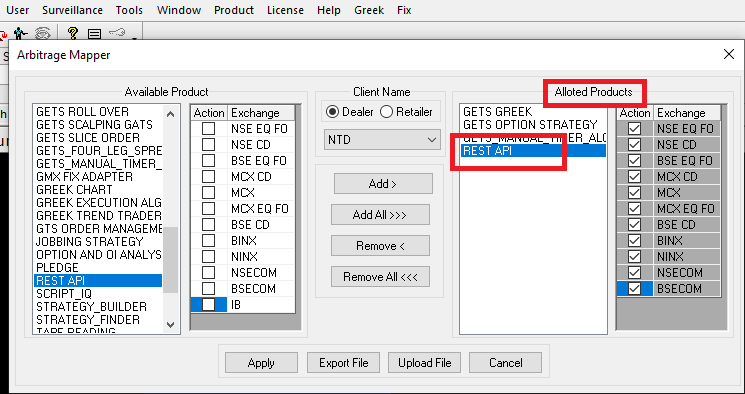 User Surveillance Tools Window Product License Help Greek Fix
Arbitrage Mapper
Available Product
GETS ROLL OVER
GETS SCALPING GATS
GETS SLICE ORDER
GETS_FOUR_LEG_SPRE
GETS_MANUAL_TIMER_
GMX FIX ADAPTER
GREEK CHART
GREEK EXECUTION ALG
GREEK TREND TRADER
GTS ORDER MANAGEME
JOBBING STRATEGY
OPTION AND OI ANALYS
PLEDGE
REST API
SCRIPT_IQ
STRATEGY_BUILDER
STRATEGY_FINDER
TAPE READING
Action Exchange
NSE EQ FO
NSE CD
BSE EQ FO
MCX CD
MCX
MCX EQ FO
BSE CD
BINX
NINX
NSECOM
BSECOM
IB
Client Name
Dealer Retailer
NTD
Add >
Add All >>>
Remove <
Remove All <<<
Alloted Products
GETS GREEK
GETS OPTION STRATEGY
GETS_MANUAL_TIMER_ALG
REST API
Action Exchange
NSE EQ FO
NSE CD
BSE EQ FO
MCX CD
MCX
MCX EQ FO
BSE CD
BINX
NINX
NSECOM
BSECOM
Apply Export File Upload File Cancel